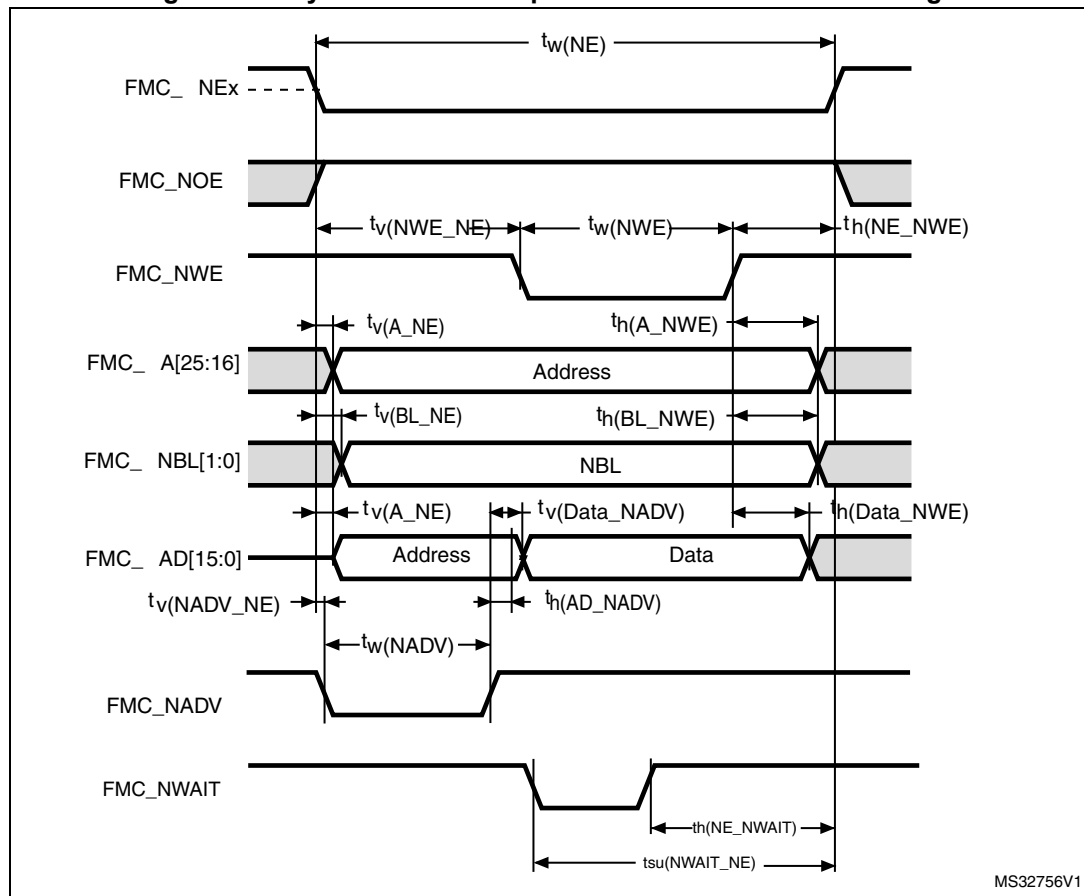 tw(NE)
FMC_ NEx
FMC_NOE
tv(NWE_NE) tw(NWE) th(NE_NWE)
FMC_NWE
tv(A_NE) th(A_NWE)
FMC_ A[25:16] Address
tv(BL_NE) th(BL_NWE)
FMC_ NBL[1:0] NBL
tv(A_NE) tv(Data_NADV) th(Data_NWE)
FMC_ AD[15:0] Address Data
tv(NADV_NE) th(AD_NADV)
tw(NADV)
FMC_NADV
FMC_NWAIT
th(NE_NWAIT)
tsu(NWAIT_NE)
MS32756V1